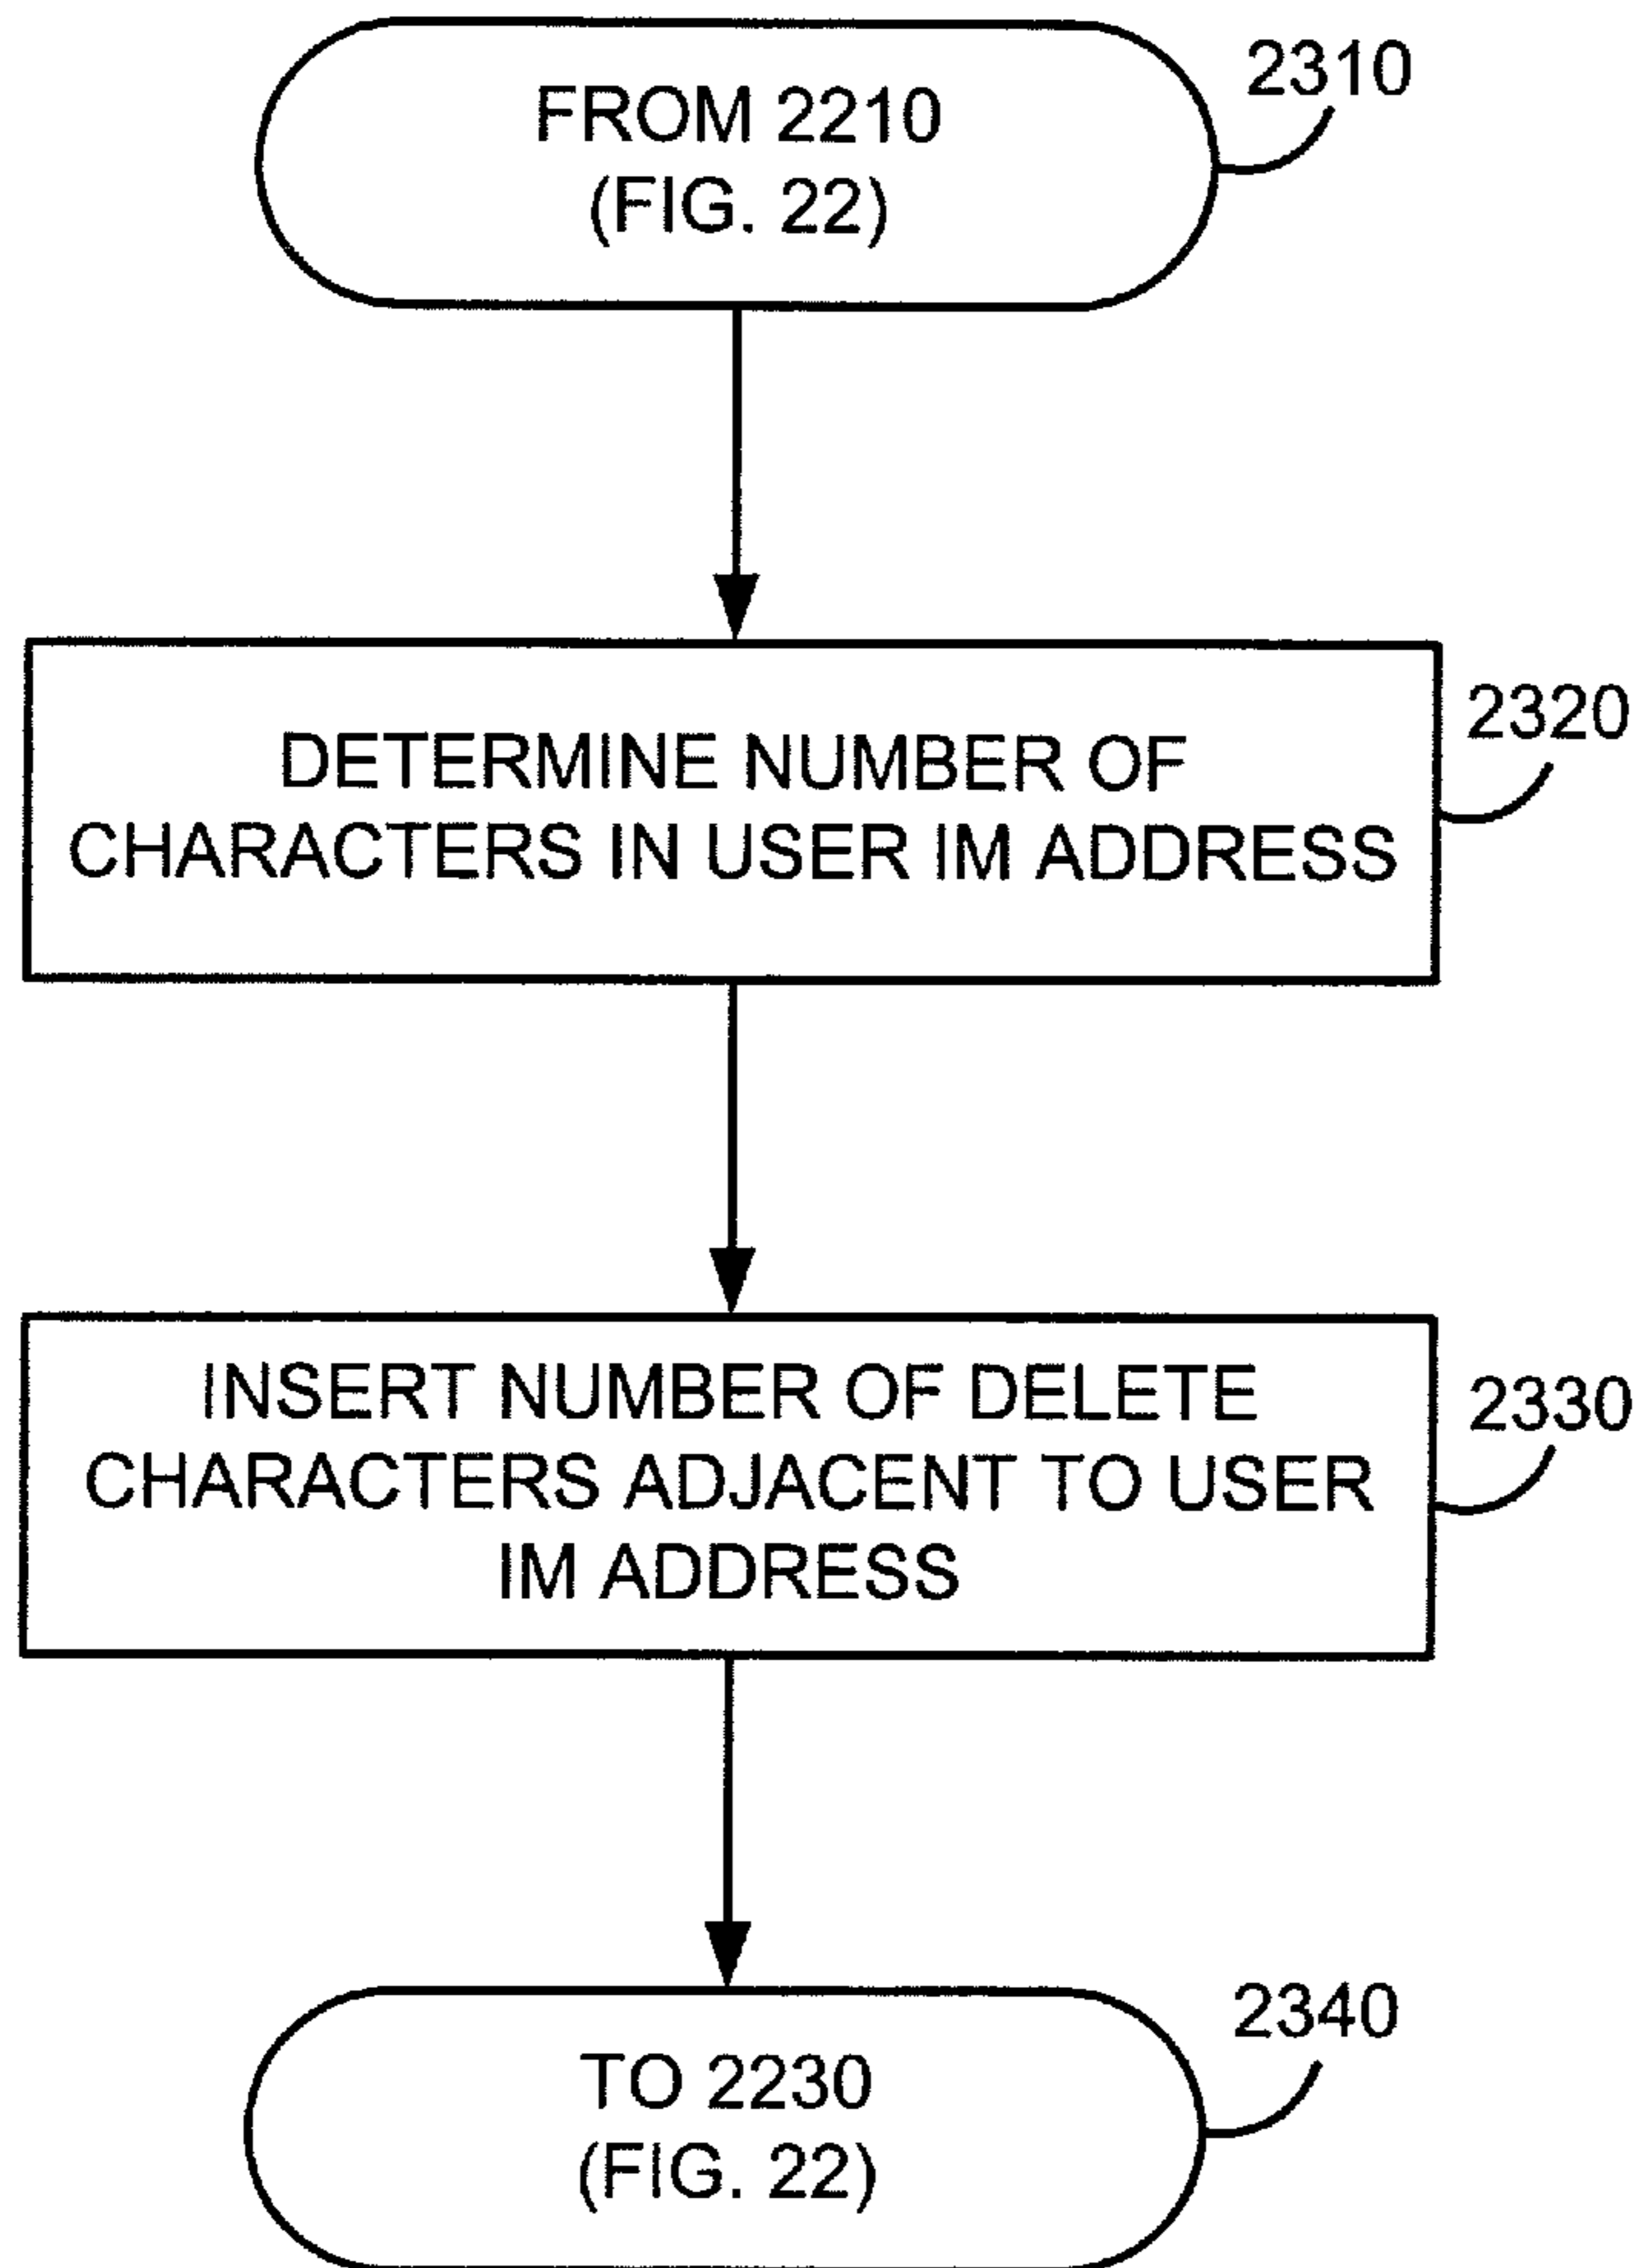 FROM 2210
(FIG. 22)
2310
DETERMINE NUMBER OF
CHARACTERS IN USER IM ADDRESS
2320
INSERT NUMBER OF DELETE
CHARACTERS ADJACENT TO USER
IM ADDRESS
2330
TO 2230
(FIG. 22)
2340